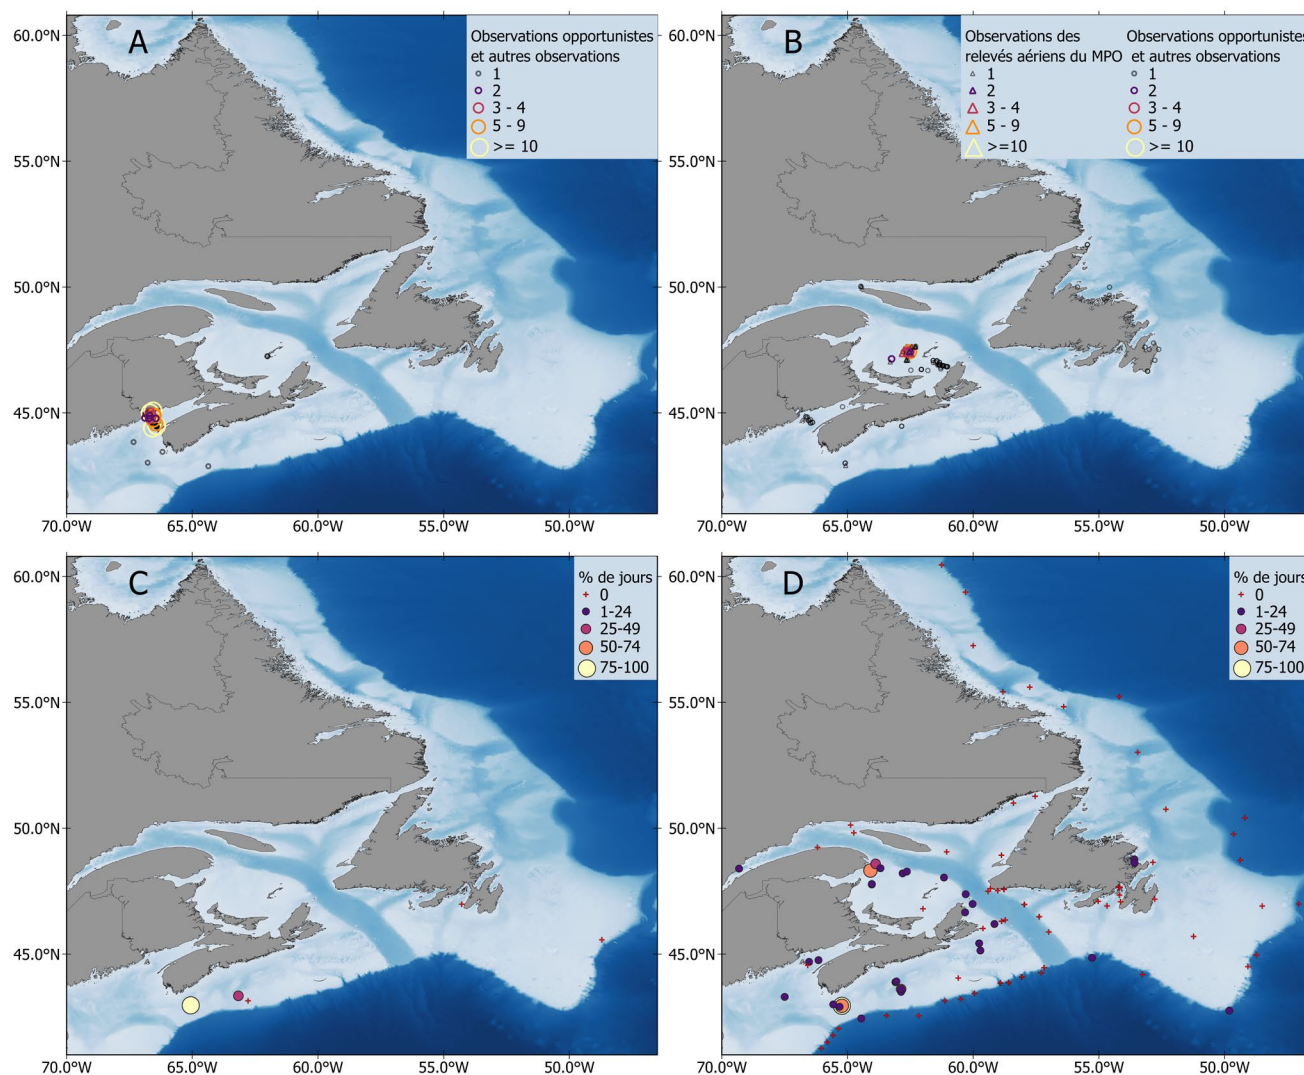 A
Observations opportunistes
et autres observations
1
2
3 - 4
5 - 9
>= 10
60.0°N
55.0°N
50.0°N
45.0°N
70.0°W
65.0°W
60.0°W
55.0°W
50.0°W
B
Observations des
relevés aériens du MPO
1
2
3 - 4
5 - 9
>=10
Observations opportunistes
et autres observations
1
2
3 - 4
5 - 9
>= 10
60.0°N
55.0°N
50.0°N
45.0°N
70.0°W
65.0°W
60.0°W
55.0°W
50.0°W
C
% de jours
0
1-24
25-49
50-74
75-100
60.0°N
55.0°N
50.0°N
45.0°N
70.0°W
65.0°W
60.0°W
55.0°W
50.0°W
D
% de jours
0
1-24
25-49
50-74
75-100
60.0°N
55.0°N
50.0°N
45.0°N
70.0°W
65.0°W
60.0°W
55.0°W
50.0°W